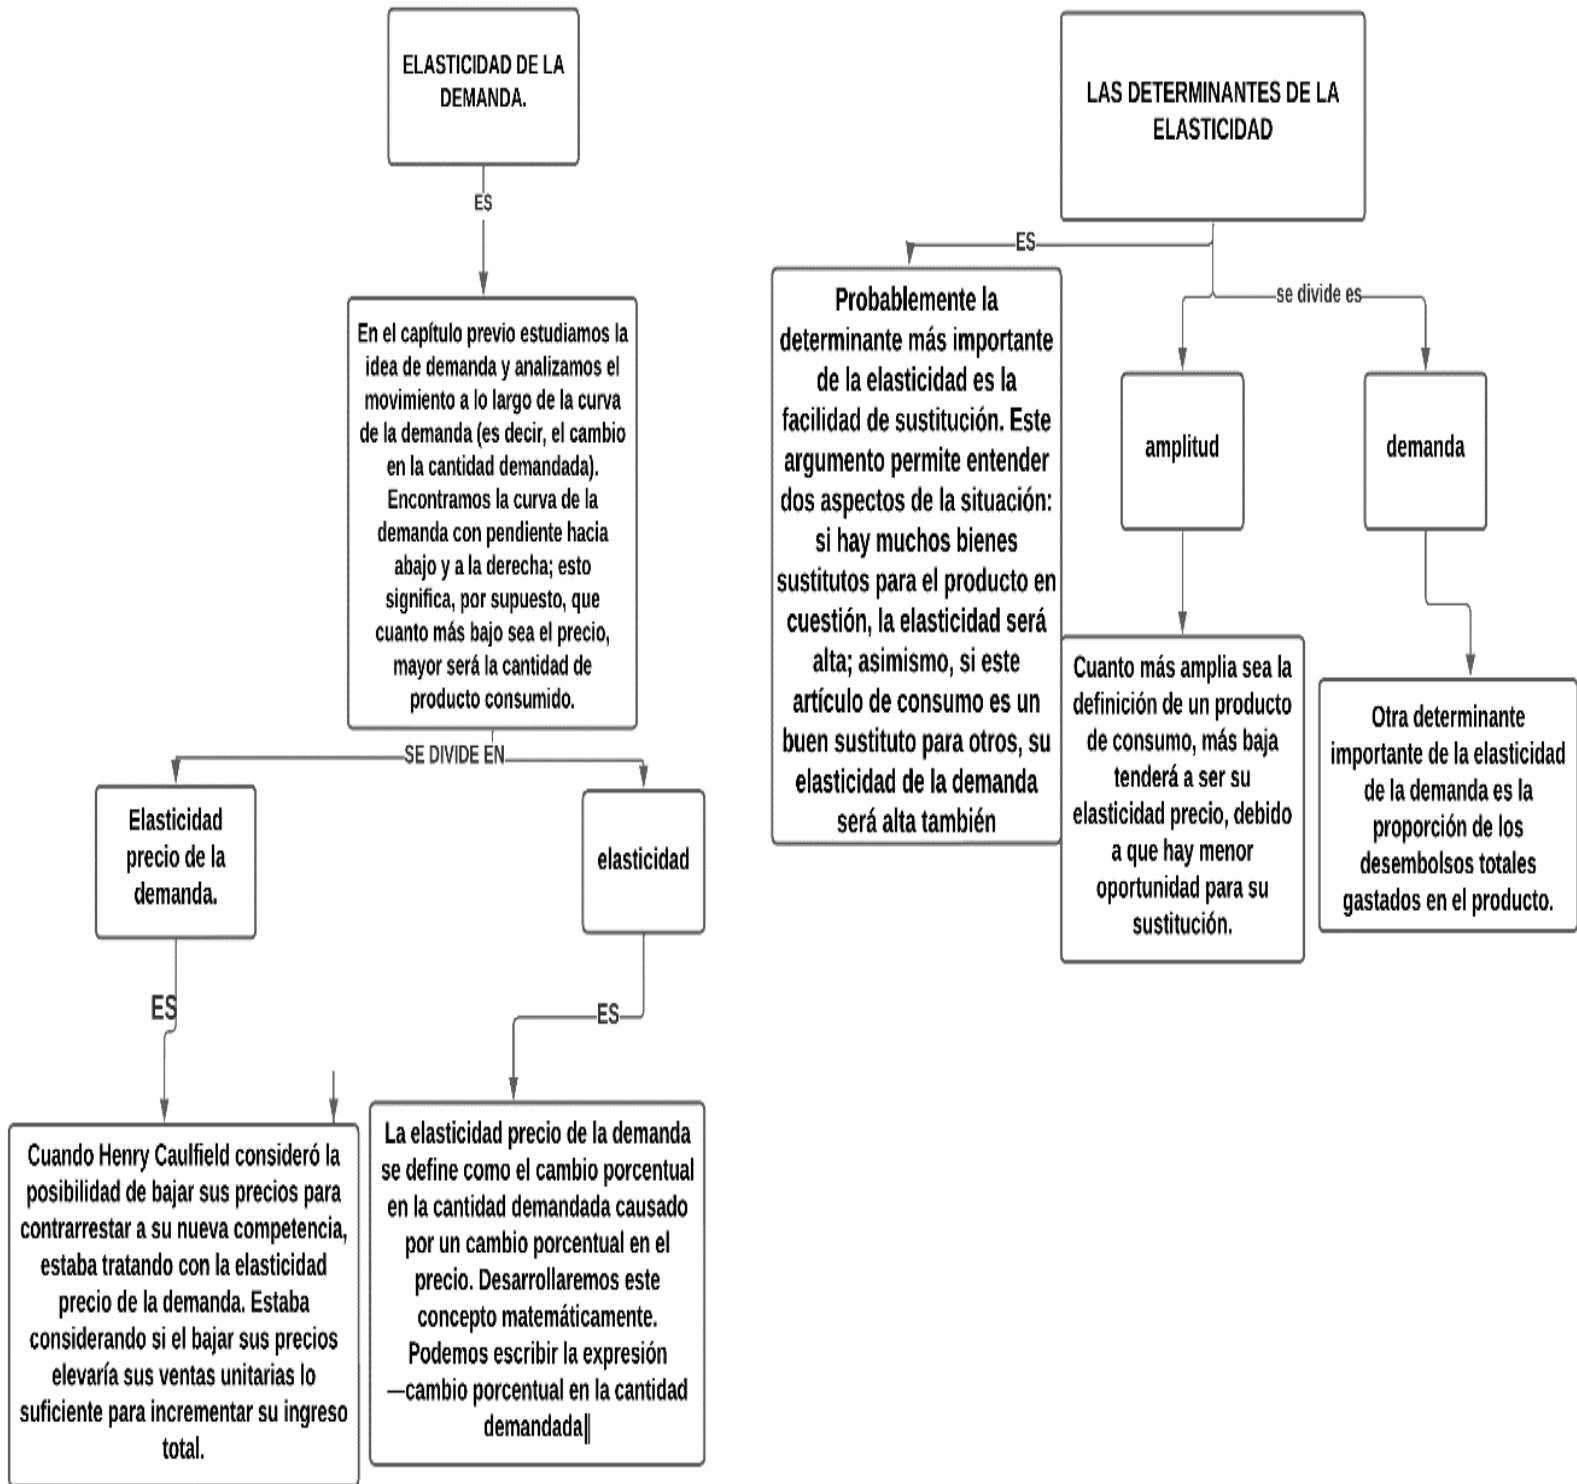 ELASTICIDAD DE LA
DEMANDA.
ES
En el capítulo previo estudiamos la
idea de demanda y analizamos el
movimiento a lo largo de la curva
de la demanda (es decir, el cambio
en la cantidad demandada).
Encontramos la curva de la
demanda con pendiente hacia
abajo y a la derecha; esto
significa, por supuesto, que
cuanto más bajo sea el precio,
mayor será la cantidad de
producto consumido.
SE DIVIDE EN
Elasticidad
precio de la
demanda.
ES
Cuando Henry Caulfield consideró la
posibilidad de bajar sus precios para
contrarrestar a su nueva competencia,
estaba tratando con la elasticidad
precio de la demanda. Estaba
considerando si el bajar sus precios
elevaría sus ventas unitarias lo
suficiente para incrementar su ingreso
total.
elasticidad
ES
La elasticidad precio de la demanda
se define como el cambio porcentual
en la cantidad demandada causado
por un cambio porcentual en el
precio. Desarrollaremos este
concepto matemáticamente.
Podemos escribir la expresión
―cambio porcentual en la cantidad
demandada‖
LAS DETERMINANTES DE LA
ELASTICIDAD
ES
Probablemente la
determinante más importante
de la elasticidad es la
facilidad de sustitución. Este
argumento permite entender
dos aspectos de la situación:
si hay muchos bienes
sustitutos para el producto en
cuestión, la elasticidad será
alta; asimismo, si este
artículo de consumo es un
buen sustituto para otros, su
elasticidad de la demanda
será alta también
se divide es
amplitud
Cuanto más amplia sea la
definición de un producto
de consumo, más baja
tenderá a ser su
elasticidad precio, debido
a que hay menor
oportunidad para su
sustitución.
demanda
Otra determinante
importante de la elasticidad
de la demanda es la
proporción de los
desembolsos totales
gastados en el producto.